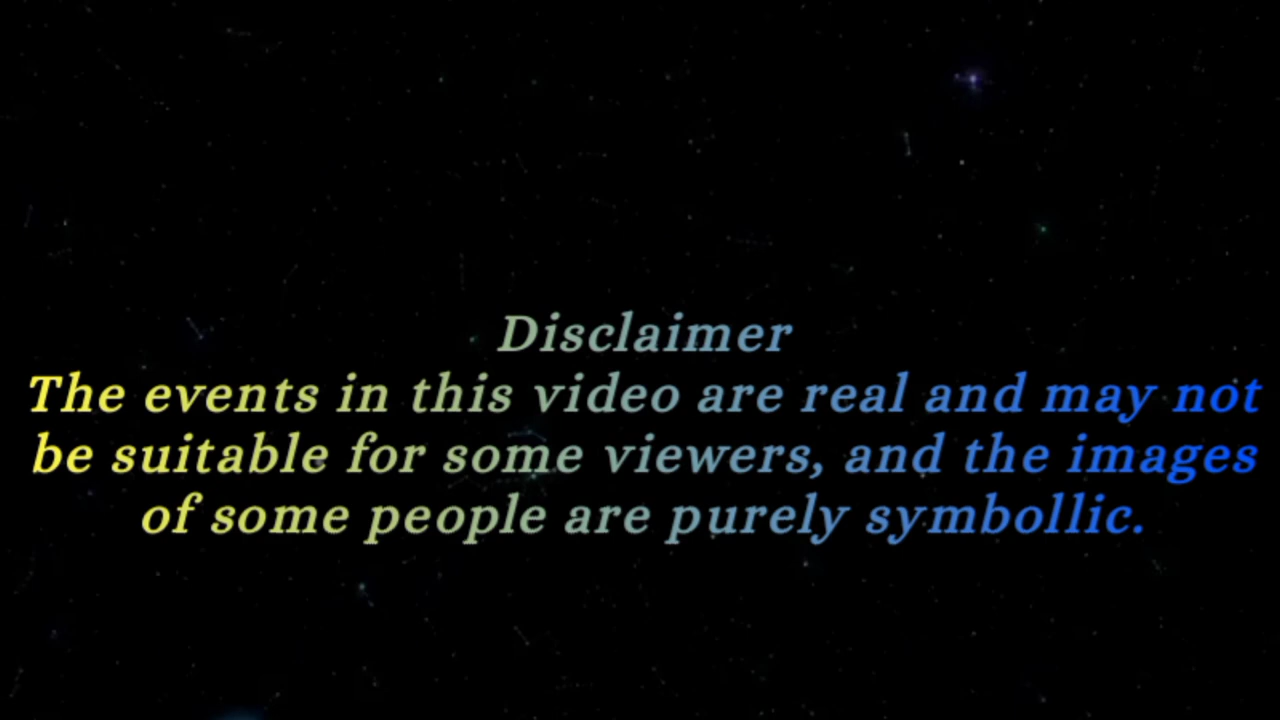 Disclaimer
The events in this video are real and may not
be suitable for some viewers, and the images
of some people are purely symbollic.